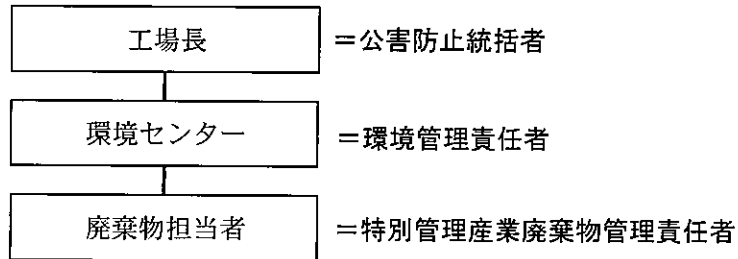 工場長 ＝公害防止統括者
環境センター ＝環境管理責任者
廃棄物担当者 ＝特別管理産業廃棄物管理責任者